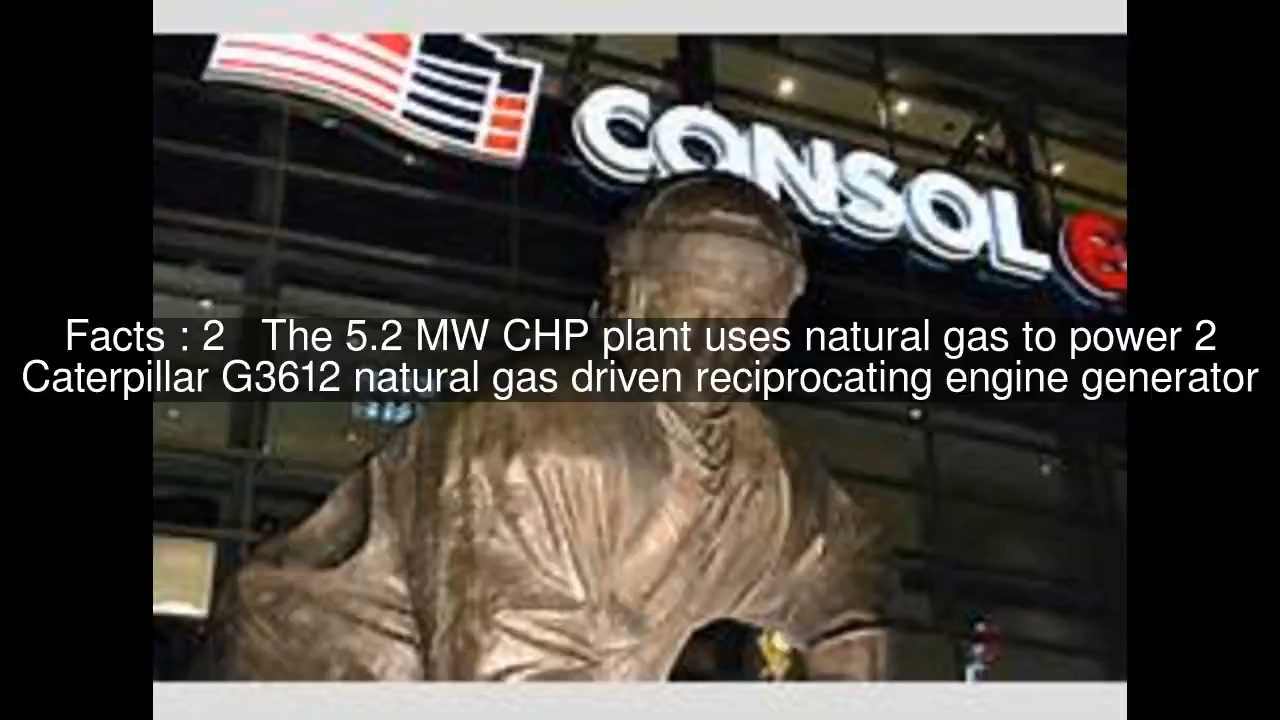 CONSOL
Facts : 2 The 5.2 MW CHP plant uses natural gas to power 2
Caterpillar G3612 natural gas driven reciprocating engine generator